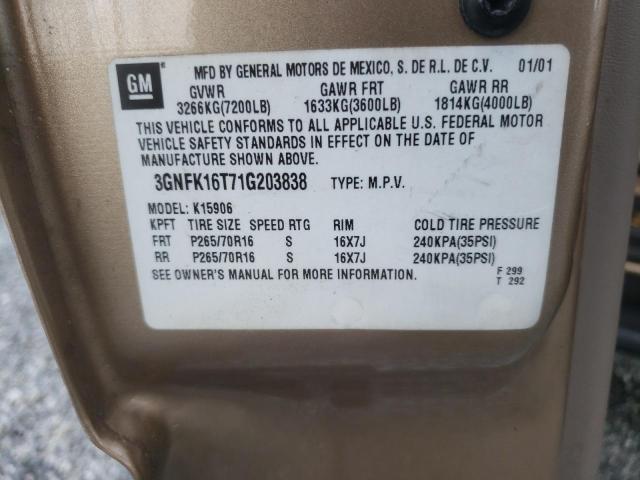 GM ® MFD BY GENERAL MOTORS DE MEXICO, S. DE R.L. DE C.V. 01/01
GVWR GAWR FRT GAWR RR
3266KG(7200LB) 1633KG(3600LB) 1814KG(4000LB)
THIS VEHICLE CONFORMS TO ALL APPLICABLE U.S. FEDERAL MOTOR
VEHICLE SAFETY STANDARDS IN EFFECT ON THE DATE OF
MANUFACTURE SHOWN ABOVE.
3GNFK16T71G203838 TYPE: M.P.V.
MODEL: K15906
KPFT TIRE SIZE SPEED RTG RIM COLD TIRE PRESSURE
FRT P265/70R16 S 16X7J 240KPA(35PSI)
RR P265/70R16 S 16X7J 240KPA(35PSI)
SEE OWNER'S MANUAL FOR MORE INFORMATION.
F 299
T 292